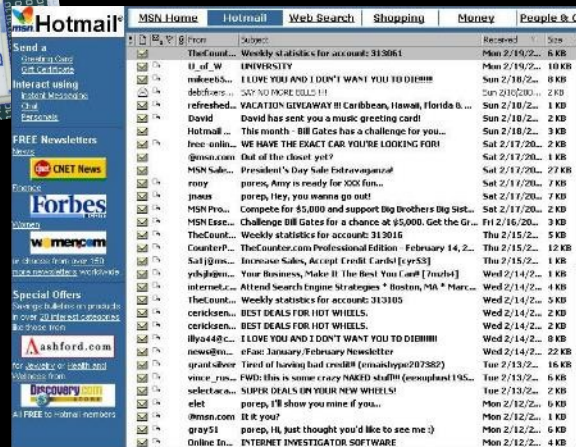 msn Hotmail®
MSN Home Hotmail Web Search Shopping Money People & C
From Subject Received Size
TheCount... Weekly statistics for account: 313061 Mon 2/19/2... 6 KB
U_of_W UNIVERSITY Mon 2/19/2... 10 KB
mikee65... I LOVE YOU AND I DON'T WANT YOU TO DIE!!!!!! Sun 2/18/2... 8 KB
debtfixers... SAY NO MORE BILLS !!! Sun 2/18/200... 2 KB
refreshed... VACATION GIVEAWAY !!! Caribbean, Hawaii, Florida & ... Sun 2/18/2... 1 KB
David David has sent you a music greeting card! Sun 2/18/2... 2 KB
Hotmail ... This month - Bill Gates has a challenge for you... Sun 2/18/2... 3 KB
free-onlin... WE HAVE THE EXACT CAR YOU'RE LOOKING FOR! Sat 2/17/20... 2 KB
@msn.com Out of the closet yet? Sat 2/17/20... 1 KB
MSN Sale... President's Day Sale Extravaganza! Sat 2/17/20... 27 KB
rony porex, Amy is ready for XXX fun... Sat 2/17/20... 7 KB
jnaus porep, Hey, you wanna go out! Sat 2/17/20... 7 KB
MSN Pro... Compete for $5,000 and support Big Brothers Big Sist... Sat 2/17/20... 2 KB
MSN Ease... Challenge Bill Gates for a chance at $5,000. Get the Gr... Fri 2/16/20... 3 KB
TheCount... Weekly statistics for account: 313016 Thu 2/15/2... 5 KB
CounterP... TheCounter.com Professional Edition - February 14, 2... Thu 2/15/2... 12 KB
Sa1j@ms... Increase Sales, Accept Credit Cards! [cyr53] Thu 2/15/2... 1 KB
Your Business, Make It The Best You Can!! Wed 2/14/2... 1 KB
internet.c... Attend Search Engine Strategies * Boston, MA * Marc... Wed 2/14/2... 4 KB
TheCount... Weekly statistics for account: 313105 Wed 2/14/2... 5 KB
cericksen... BEST DEALS FOR HOT WHEELS. Wed 2/14/2... 2 KB
cericksen... BEST DEALS FOR HOT WHEELS. Wed 2/14/2... 2 KB
illya44@c... I LOVE YOU AND I DON'T WANT YOU TO DIE!!!!!! Wed 2/14/2... 8 KB
news@m... eFax: January/February Newsletter Wed 2/14/2... 22 KB
grantsilver Tired of having bad credit!! (emaishype207382) Tue 2/13/2... 16 KB
vince_rus... FWD: this is some crazy NAKED stuff!! Tue 2/13/2... 6 KB
selectaca... SUPER DEALS ON YOUR NEW WHEELS! Tue 2/13/2... 2 KB
elet porep, I'll show you mine if you... Mon 2/12/2... 6 KB
@msn.com It it you? Mon 2/12/2... 1 KB
gray51 porep, Hi, just thought you'd like to see me :) Mon 2/12/2... 6 KB
Online In... INTERNET INVESTIGATOR SOFTWARE Mon 2/12/2... 4 KB
Send a
Greeting Card
Gift Certificate
Interact using
Instant Messaging
Chat
Personals
FREE Newsletters
News
CNET News
Finance
Forbes
Women
women.com
or choose from over 150
more newsletters worldwide
Special Offers
Savings bulletins on products
in over 20 interest categories
like those from
Ashford.com
for Jewelry or Health and
Wellness from
Discovery.com
All FREE to Hotmail members